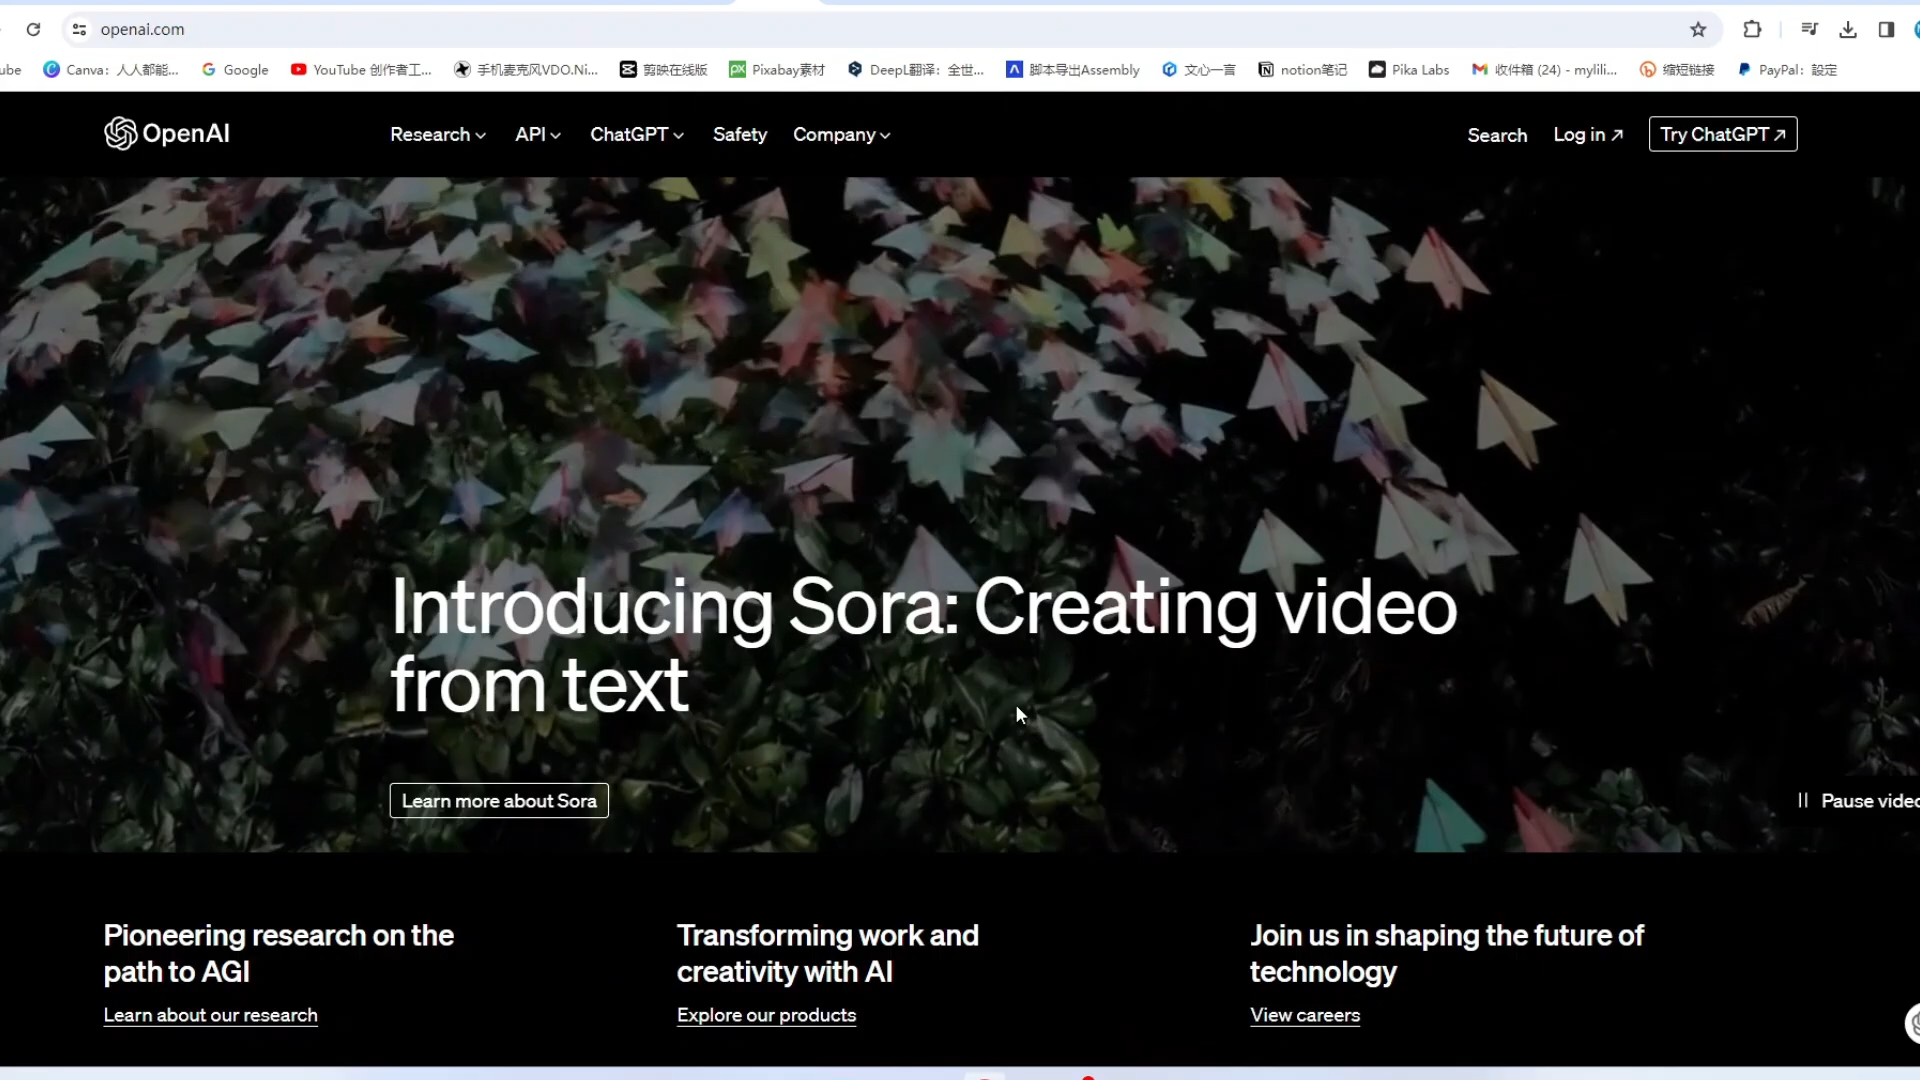 openai.com
ube Canva：人人都能... Google YouTube 创作者工... 手机麦克风VDO.Ni... 剪映在线版 Pixabay素材 DeepL翻译：全世... 脚本导出Assembly 文心一言 notion笔记 Pika Labs 收件箱 (24) - mylili... 缩短链接 PayPal：設定
OpenAI Research API ChatGPT Safety Company Search Log in ↗ Try ChatGPT ↗
Introducing Sora: Creating video
from text
Learn more about Sora
Pause video
Pioneering research on the
path to AGI
Learn about our research
Transforming work and
creativity with AI
Explore our products
Join us in shaping the future of
technology
View careers